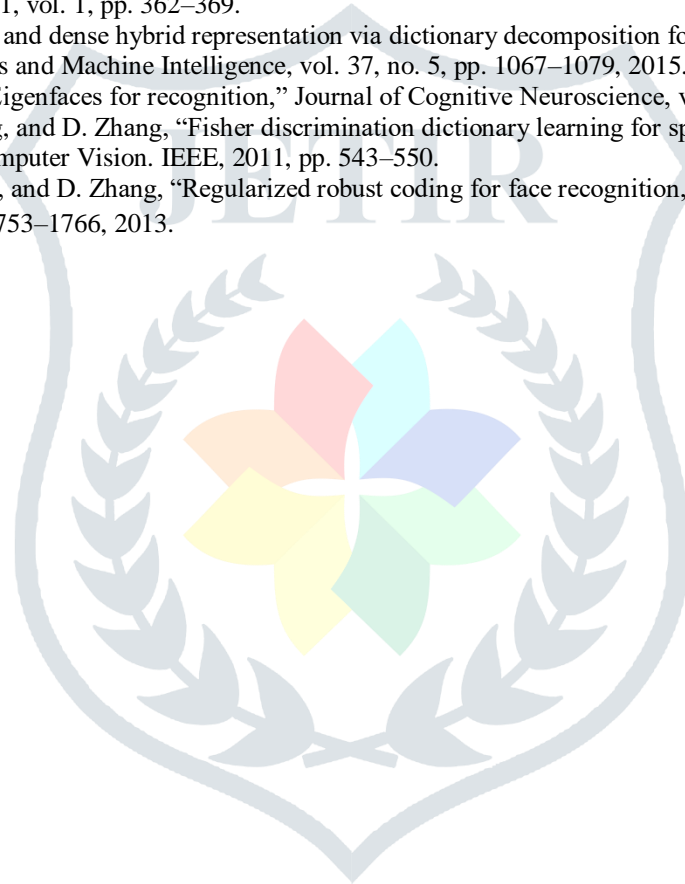 1, vol. 1, pp. 362–369.
and dense hybrid representation via dictionary decomposition fo
s and Machine Intelligence, vol. 37, no. 5, pp. 1067–1079, 2015.
Eigenfaces for recognition,” Journal of Cognitive Neuroscience, v
g, and D. Zhang, “Fisher discrimination dictionary learning for sp
mputer Vision. IEEE, 2011, pp. 543–550.
, and D. Zhang, “Regularized robust coding for face recognition,
753–1766, 2013.
JETIR